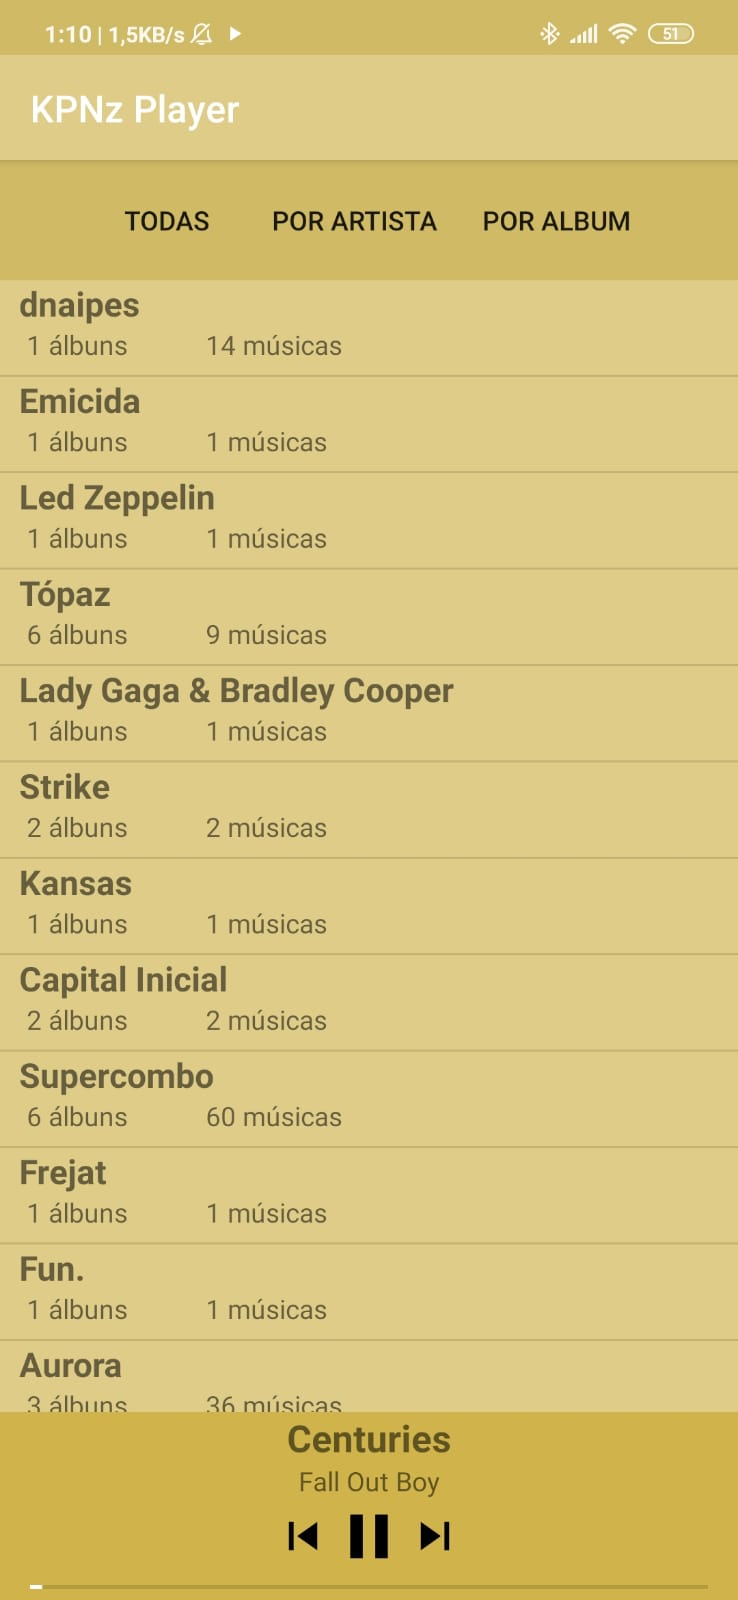 1:10 | 1,5KB/s
51
KPNz Player
TODAS POR ARTISTA POR ALBUM
dnaipes
1 álbuns 14 músicas
Emicida
1 álbuns 1 músicas
Led Zeppelin
1 álbuns 1 músicas
Tópaz
6 álbuns 9 músicas
Lady Gaga & Bradley Cooper
1 álbuns 1 músicas
Strike
2 álbuns 2 músicas
Kansas
1 álbuns 1 músicas
Capital Inicial
2 álbuns 2 músicas
Supercombo
6 álbuns 60 músicas
Frejat
1 álbuns 1 músicas
Fun.
1 álbuns 1 músicas
Aurora
3 álbuns 36 músicas
Centuries
Fall Out Boy